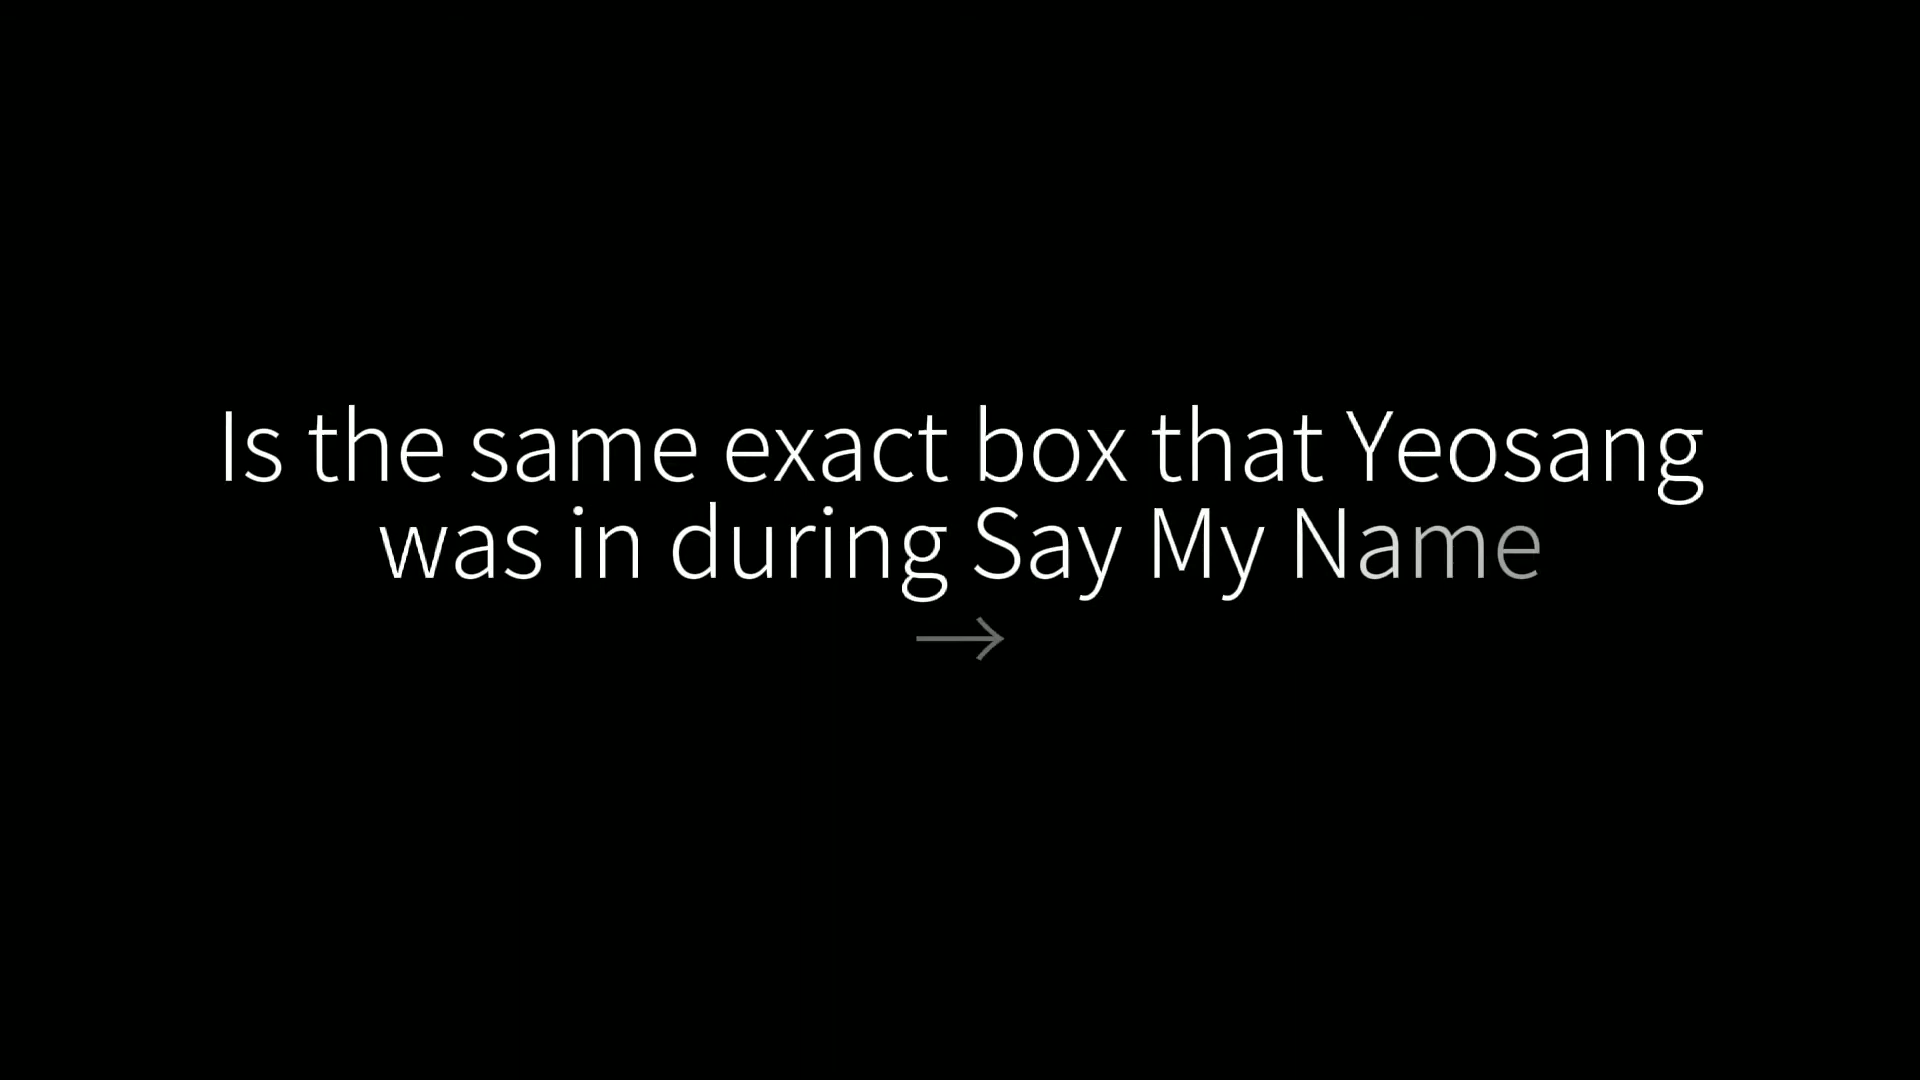 Is the same exact box that Yeosang
was in during Say My Name
→